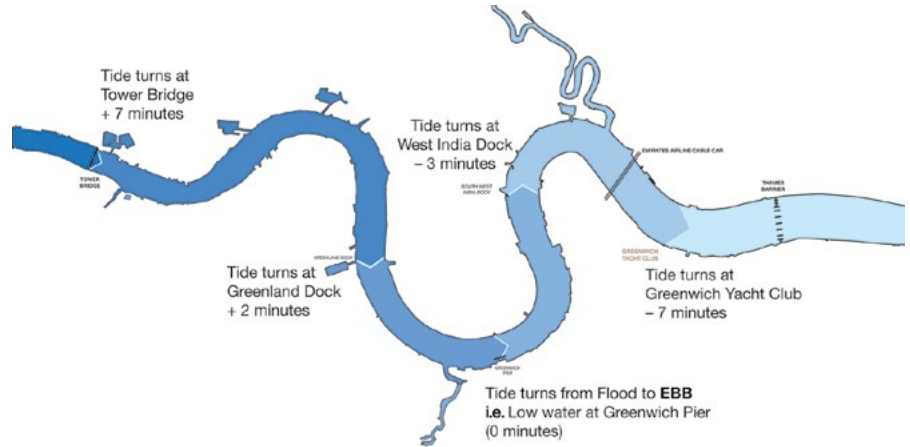 Tide turns at
Tower Bridge
+ 7 minutes
TOWER
BRIDGE
Tide turns at
West India Dock
– 3 minutes
SOUTH WEST
INDIA DOCK
EMIRATES AIRLINE CABLE CAR
THAMES
BARRIER
GREENLAND DOCK
Tide turns at
Greenland Dock
+ 2 minutes
GREENWICH
YACHT CLUB
Tide turns at
Greenwich Yacht Club
– 7 minutes
GREENWICH
PIER
Tide turns from Flood to EBB
i.e. Low water at Greenwich Pier
(0 minutes)